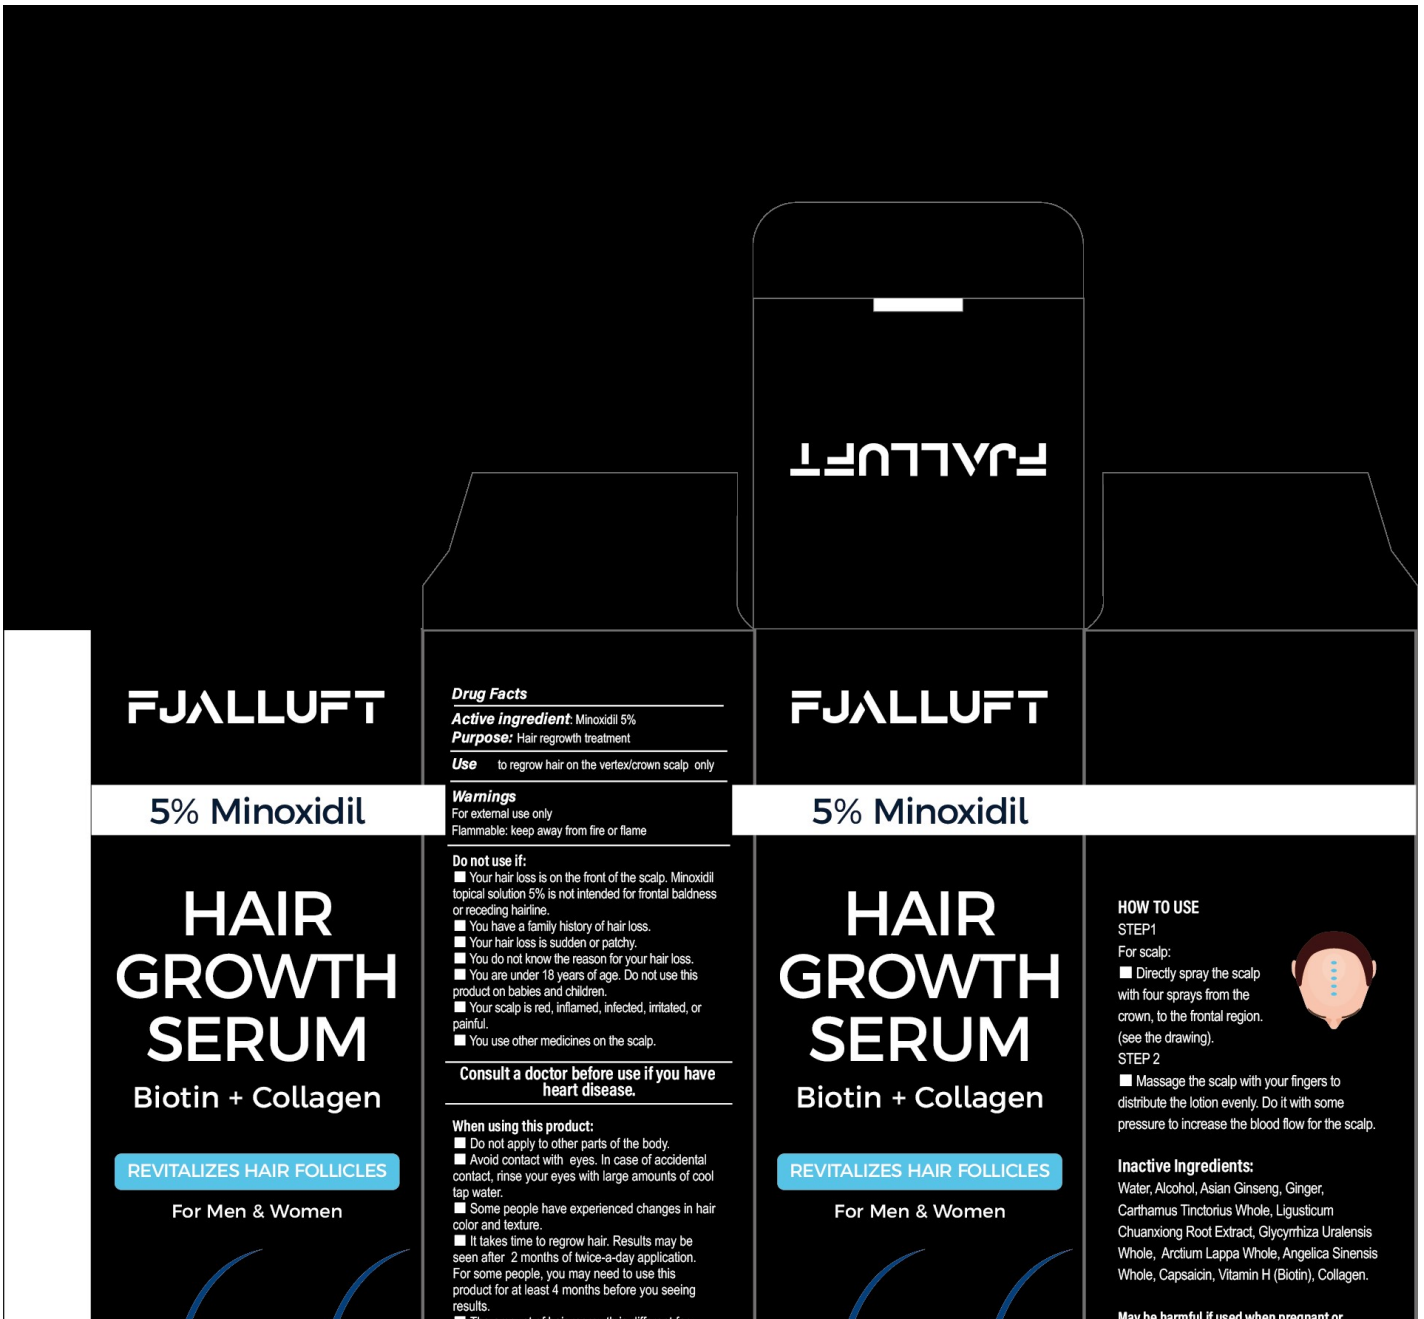 FJALLUFT
FJALLUFT
5% Minoxidil
HAIR
GROWTH
SERUM
Biotin + Collagen
REVITALIZES HAIR FOLLICLES
For Men & Women
Drug Facts
Active ingredient: Minoxidil 5%
Purpose: Hair regrowth treatment
Use to regrow hair on the vertex/crown scalp only
Warnings
For external use only
Flammable: keep away from fire or flame
Do not use if:
■ Your hair loss is on the front of the scalp. Minoxidil
topical solution 5% is not intended for frontal baldness
or receding hairline.
■ You have a family history of hair loss.
■ Your hair loss is sudden or patchy.
■ You do not know the reason for your hair loss.
■ You are under 18 years of age. Do not use this
product on babies and children.
■ Your scalp is red, inflamed, infected, irritated, or
painful.
■ You use other medicines on the scalp.
Consult a doctor before use if you have
heart disease.
When using this product:
■ Do not apply to other parts of the body.
■ Avoid contact with eyes. In case of accidental
contact, rinse your eyes with large amounts of cool
tap water.
■ Some people have experienced changes in hair
color and texture.
■ It takes time to regrow hair. Results may be
seen after 2 months of twice-a-day application.
For some people, you may need to use this
product for at least 4 months before you seeing
results.
FJALLUFT
5% Minoxidil
HAIR
GROWTH
SERUM
Biotin + Collagen
REVITALIZES HAIR FOLLICLES
For Men & Women
HOW TO USE
STEP1
For scalp:
■ Directly spray the scalp
with four sprays from the
crown, to the frontal region.
(see the drawing).
STEP 2
■ Massage the scalp with your fingers to
distribute the lotion evenly. Do it with some
pressure to increase the blood flow for the scalp.
Inactive Ingredients:
Water, Alcohol, Asian Ginseng, Ginger,
Carthamus Tinctorius Whole, Ligusticum
Chuanxiong Root Extract, Glycyrrhiza Uralensis
Whole, Arctium Lappa Whole, Angelica Sinensis
Whole, Capsaicin, Vitamin H (Biotin), Collagen.
May be harmful if used when pregnant or